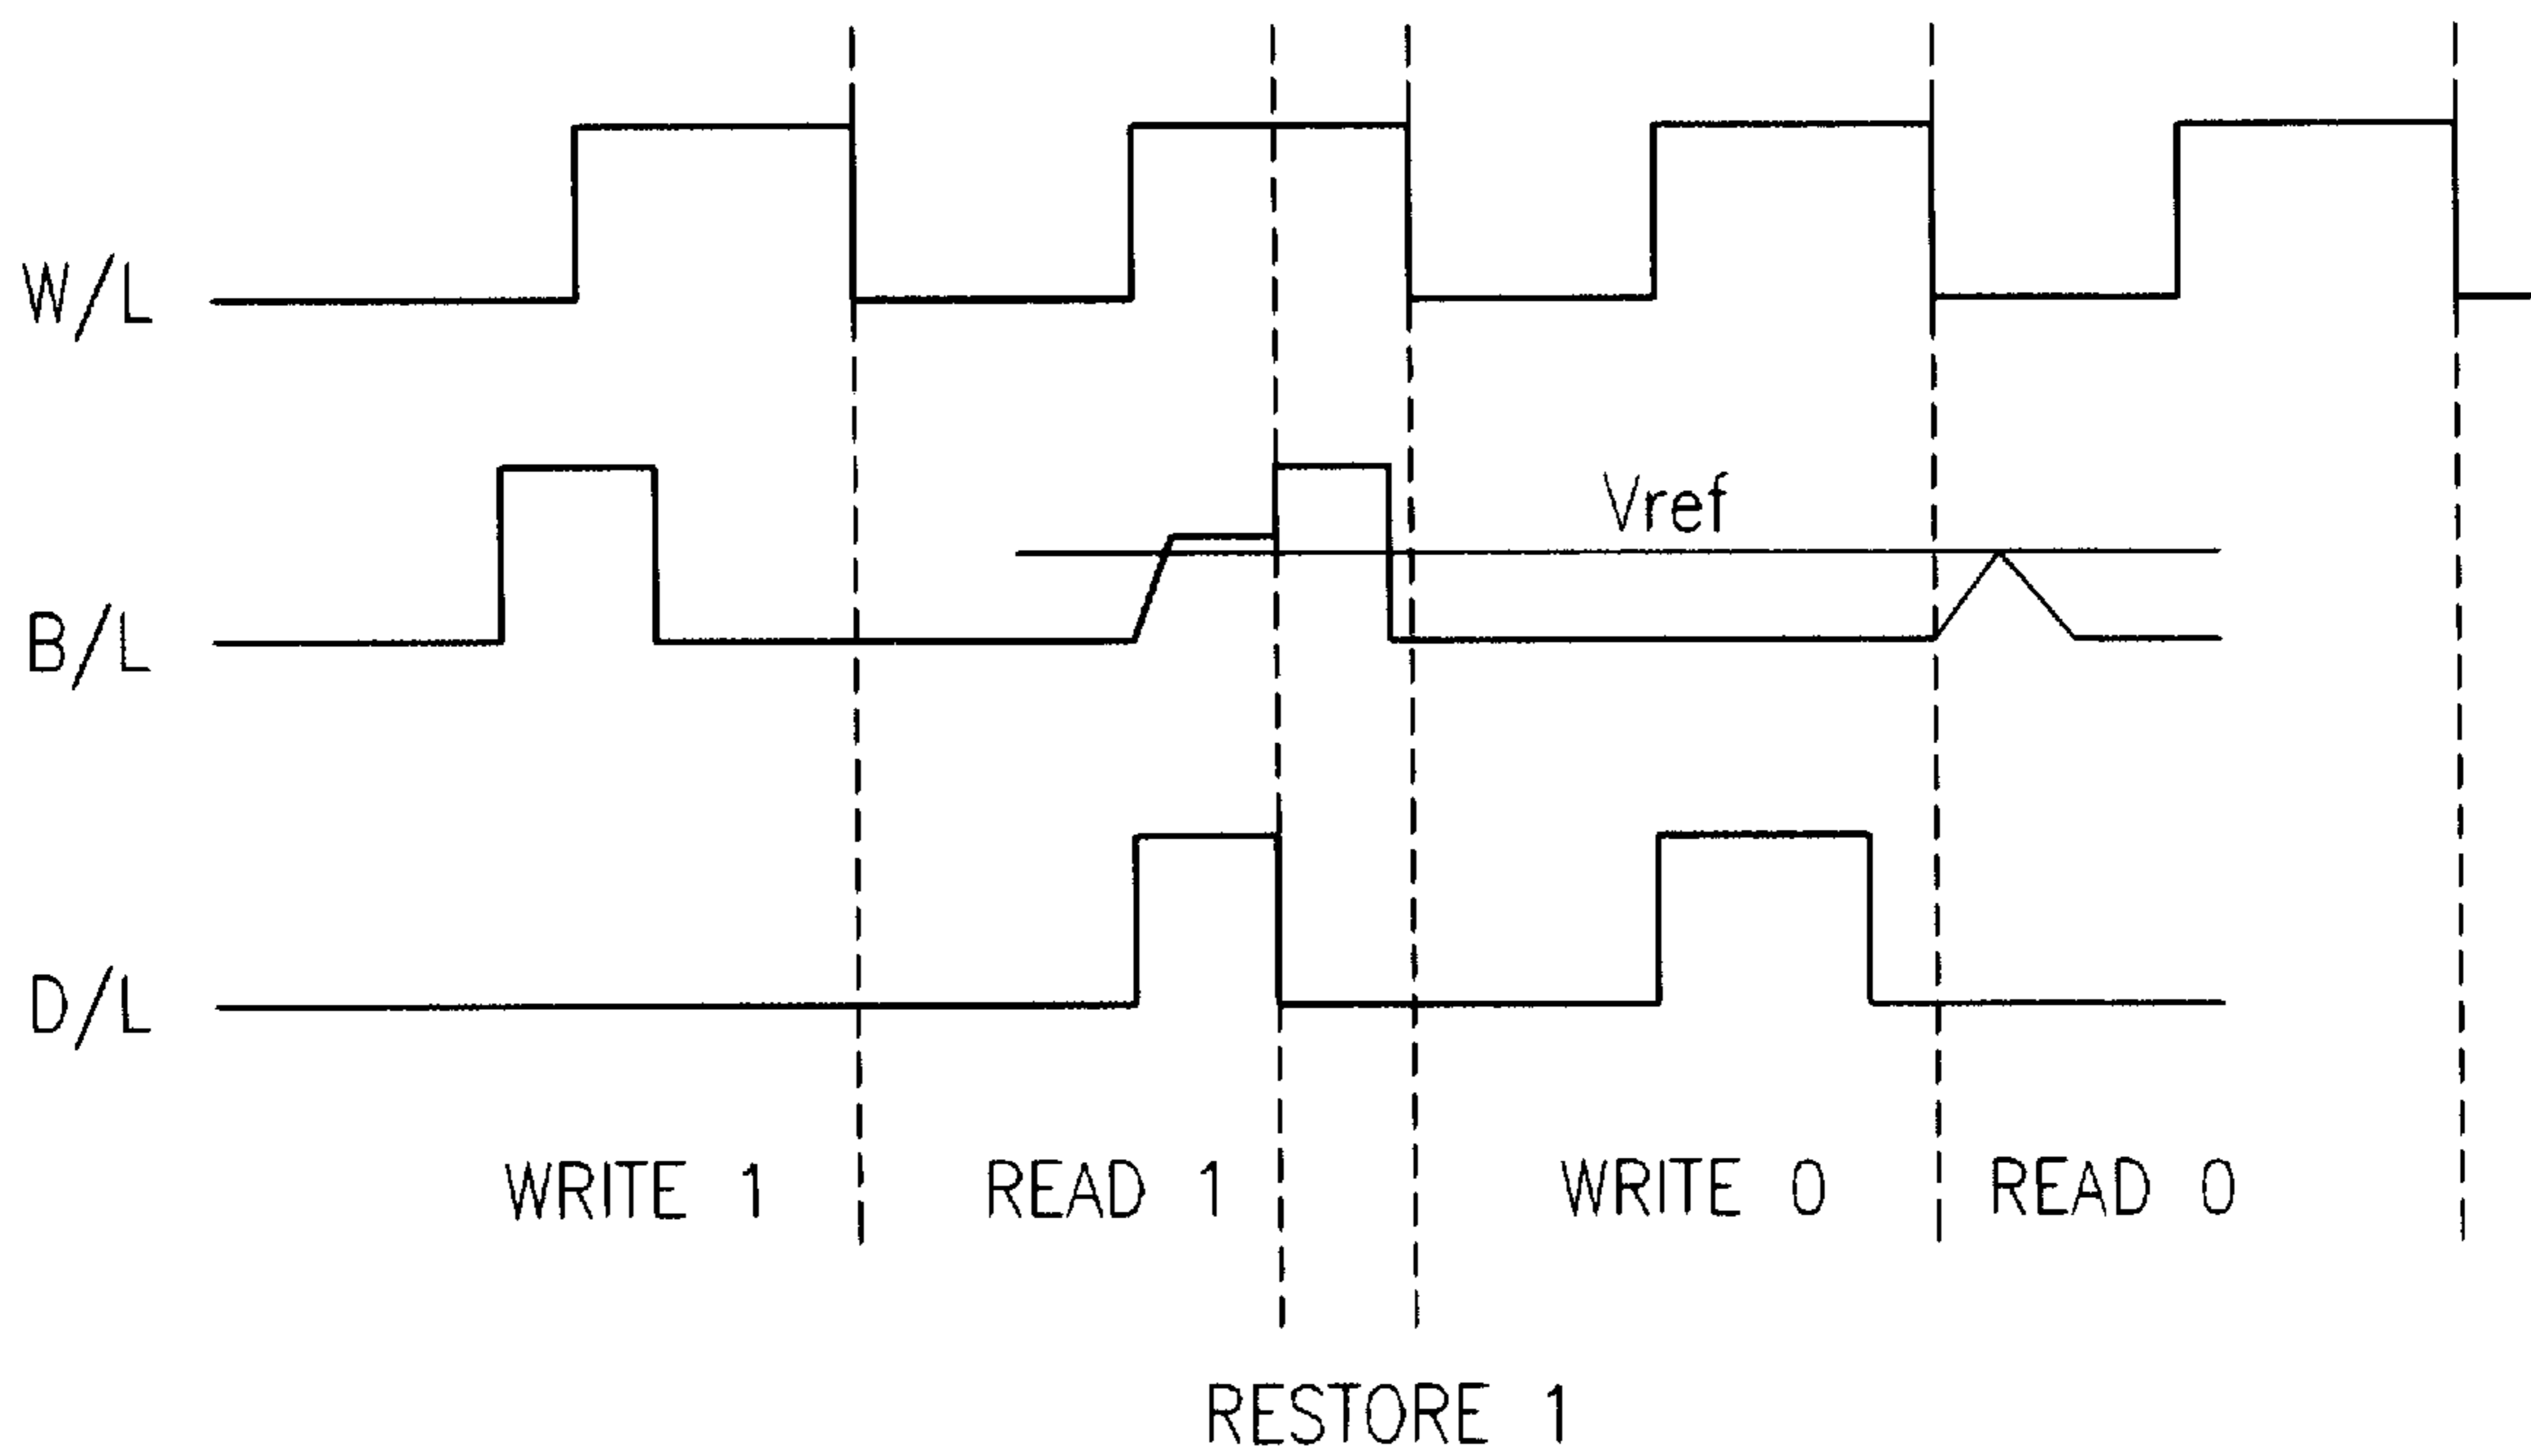 W/L
Vref
B/L
D/L
WRITE 1
READ 1
WRITE 0
READ 0
RESTORE 1